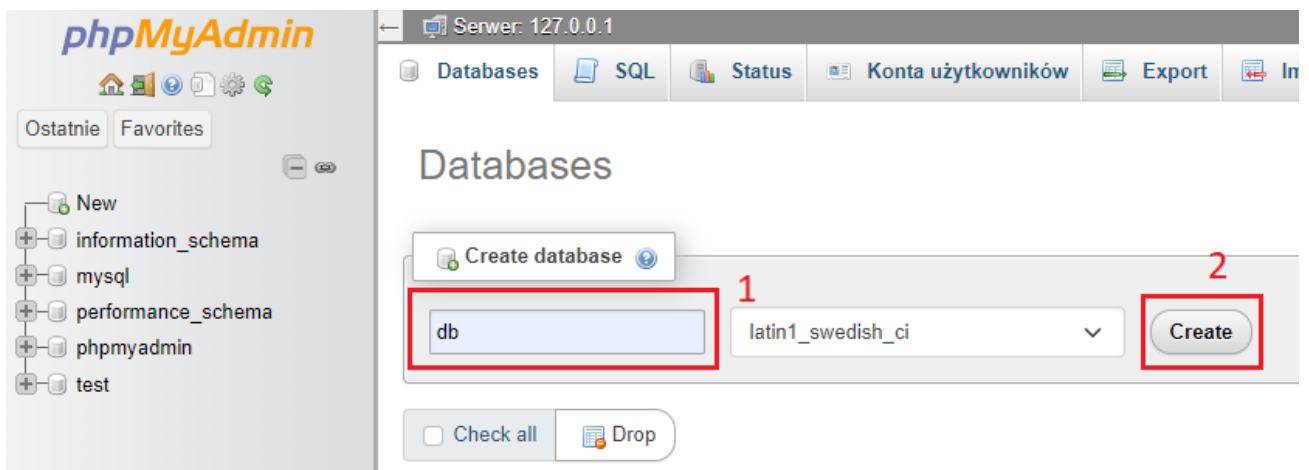 phpMyAdmin
Ostatnie Favorites
New
information_schema
mysql
performance_schema
phpmyadmin
test
Serwer: 127.0.0.1
Databases SQL Status Konta użytkowników Export Im
Databases
Create database
1 2
db latin1_swedish_ci Create
Check all Drop